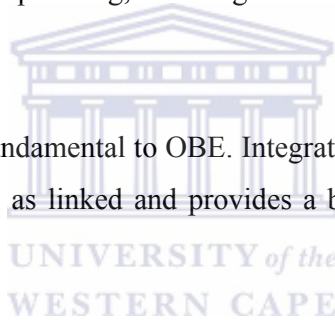 ndamental to OBE. Integrat
as linked and provides a b
UNIVERSITY of the
WESTERN CAPE